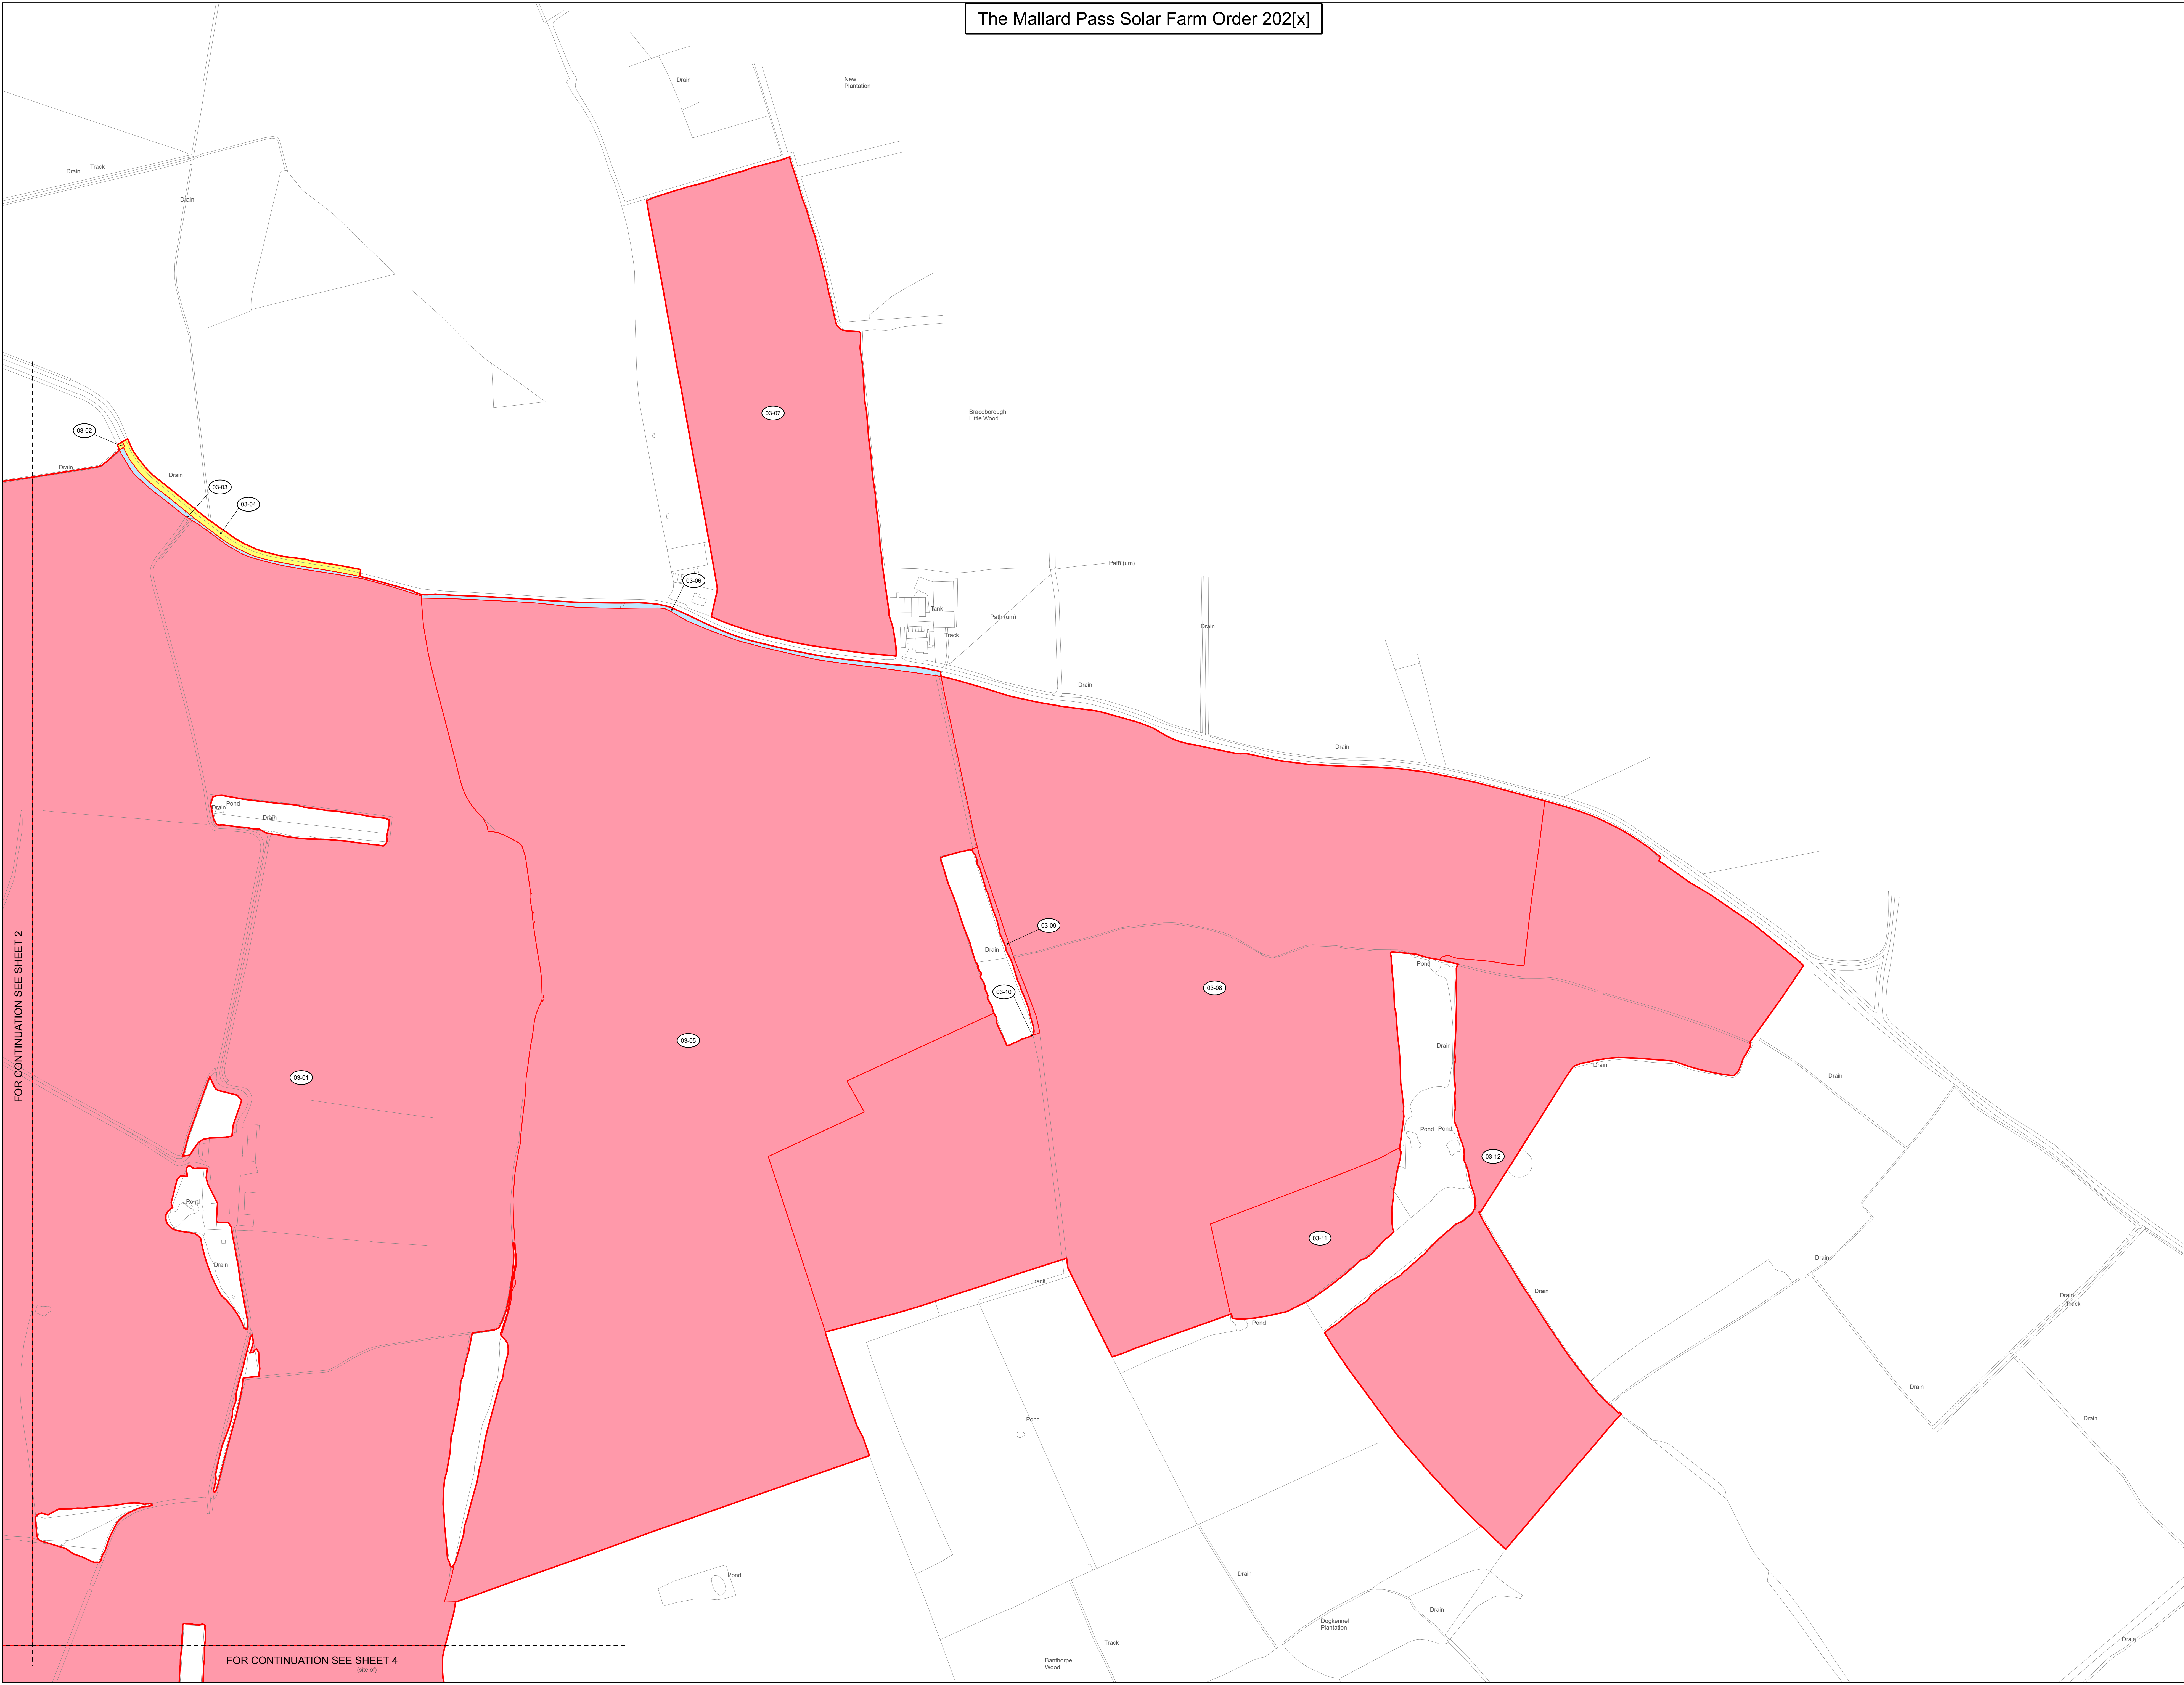 The Mallard Pass Solar Farm Order 202[x]
Drain
New
Plantation
Track
Drain
Drain
Braceborough
Little Wood
03-07
03-02
Drain
Drain
03-03
03-04
Path (um)
03-06
Tank
Path (um)
Track
Drain
Drain
Drain
Pond
Drain
Drain
03-09
Drain
Pond
03-10
03-08
FOR CONTINUATION SEE SHEET 2
03-05
Drain
Drain
03-01
Drain
Pond
Pond
03-12
Pond
03-11
Drain
Drain
Track
Drain
Drain
Track
Pond
Drain
Pond
Drain
Drain
Pond
Drain
Dogkennel
Plantation
Drain
Track
Drain
FOR CONTINUATION SEE SHEET 4
(site of)
Banthorpe
Wood